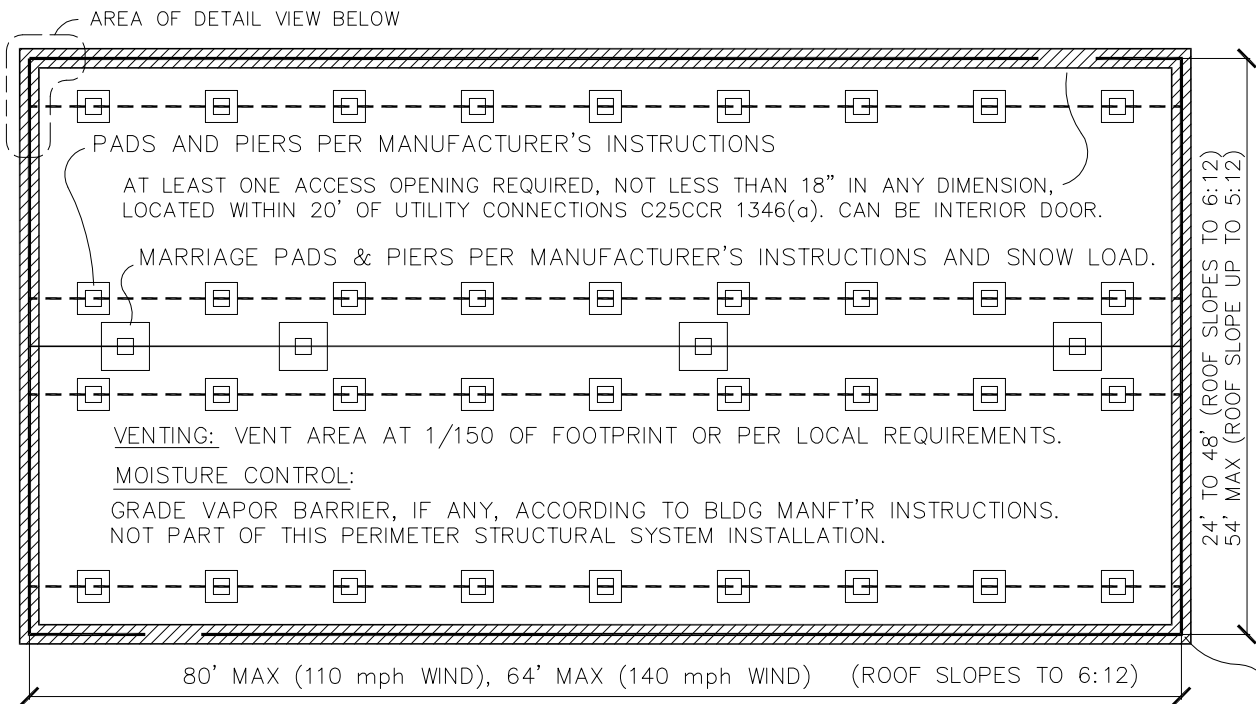 AREA OF DETAIL VIEW BELOW
PADS AND PIERS PER MANUFACTURER'S INSTRUCTIONS
AT LEAST ONE ACCESS OPENING REQUIRED, NOT LESS THAN 18" IN ANY DIMENSION,
LOCATED WITHIN 20' OF UTILITY CONNECTIONS C25CCR 1346(a). CAN BE INTERIOR DOOR.
MARRIAGE PADS & PIERS PER MANUFACTURER'S INSTRUCTIONS AND SNOW LOAD.
VENTING: VENT AREA AT 1/150 OF FOOTPRINT OR PER LOCAL REQUIREMENTS.
MOISTURE CONTROL:
GRADE VAPOR BARRIER, IF ANY, ACCORDING TO BLDG MANFT'R INSTRUCTIONS.
NOT PART OF THIS PERIMETER STRUCTURAL SYSTEM INSTALLATION.
80' MAX (110 mph WIND), 64' MAX (140 mph WIND) (ROOF SLOPES TO 6:12)
24' TO 48' (ROOF SLOPES TO 6:12)
54' MAX (ROOF SLOPE UP TO 5:12)